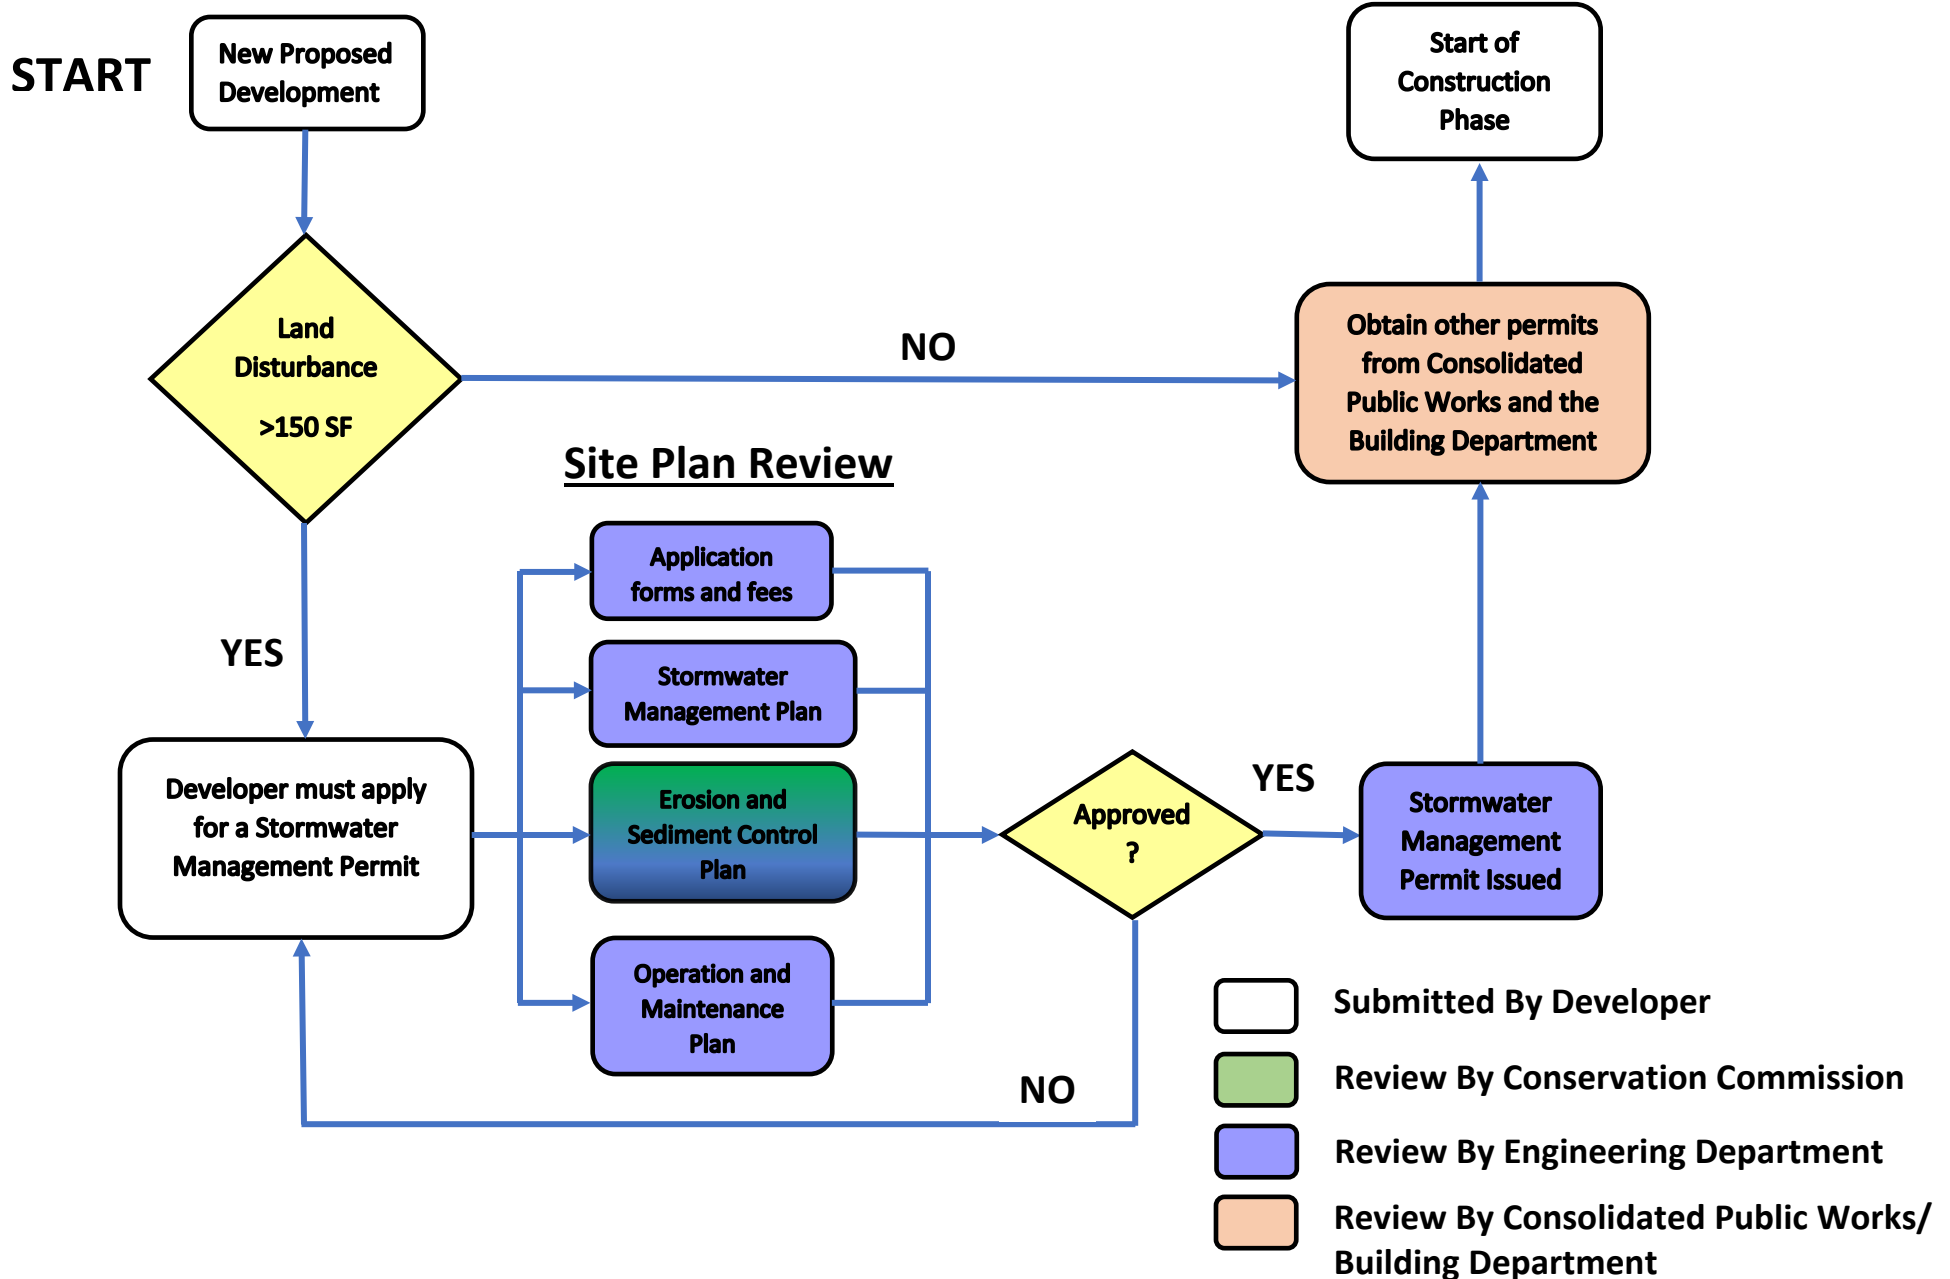 START
New Proposed
Development
Start of
Construction
Phase
Land
Disturbance
>150 SF
NO
Obtain other permits
from Consolidated
Public Works and the
Building Department
Site Plan Review
YES
Application
forms and fees
Stormwater
Management Plan
Developer must apply
for a Stormwater
Management Permit
Erosion and
Sediment Control
Plan
Operation and
Maintenance
Plan
Approved
?
YES
Stormwater
Management
Permit Issued
NO
Submitted By Developer
Review By Conservation Commission
Review By Engineering Department
Review By Consolidated Public Works/
Building Department